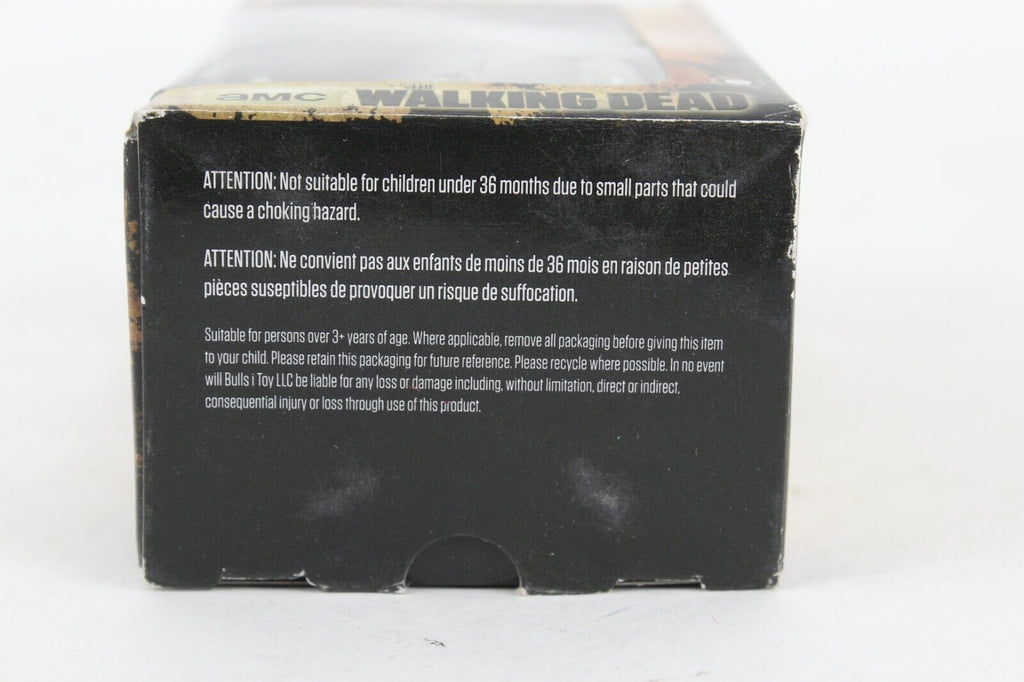 aMC THE WALKING DEAD
ATTENTION: Not suitable for children under 36 months due to small parts that could
cause a choking hazard.
ATTENTION: Ne convient pas aux enfants de moins de 36 mois en raison de petites
pièces suseptibles de provoquer un risque de suffocation.
Suitable for persons over 3+ years of age. Where applicable, remove all packaging before giving this item
to your child. Please retain this packaging for future reference. Please recycle where possible. In no event
will Bulls i Toy LLC be liable for any loss or damage including, without limitation, direct or indirect,
consequential injury or loss through use of this product.